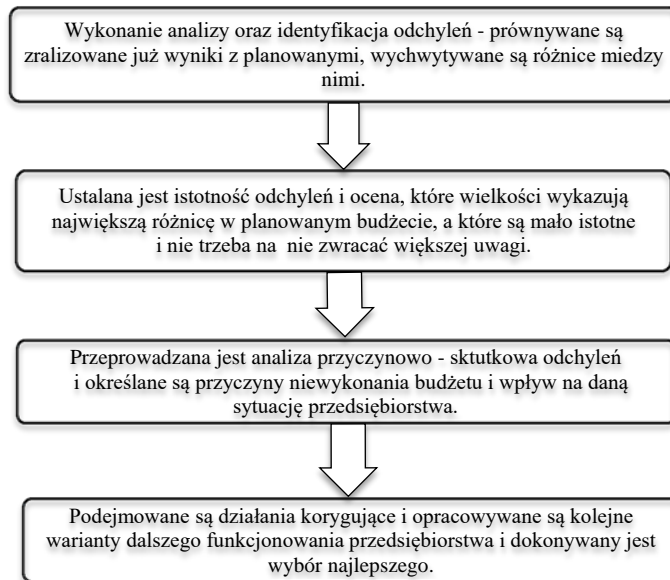 Wykonanie analizy oraz identyfikacja odchyleń - prównywane są
zralizowane już wyniki z planowanymi, wychwytywane są różnice miedzy
nimi.
Ustalana jest istotność odchyleń i ocena, które wielkości wykazują
największą różnicę w planowanym budżecie, a które są mało istotne
i nie trzeba na nie zwracać większej uwagi.
Przeprowadzana jest analiza przyczynowo - sktutkowa odchyleń
i określane są przyczyny niewykonania budżetu i wpływ na daną
sytuację przedsiębiorstwa.
Podejmowane są działania korygujące i opracowywane są kolejne
warianty dalszego funkcjonowania przedsiębiorstwa i dokonywany jest
wybór najlepszego.